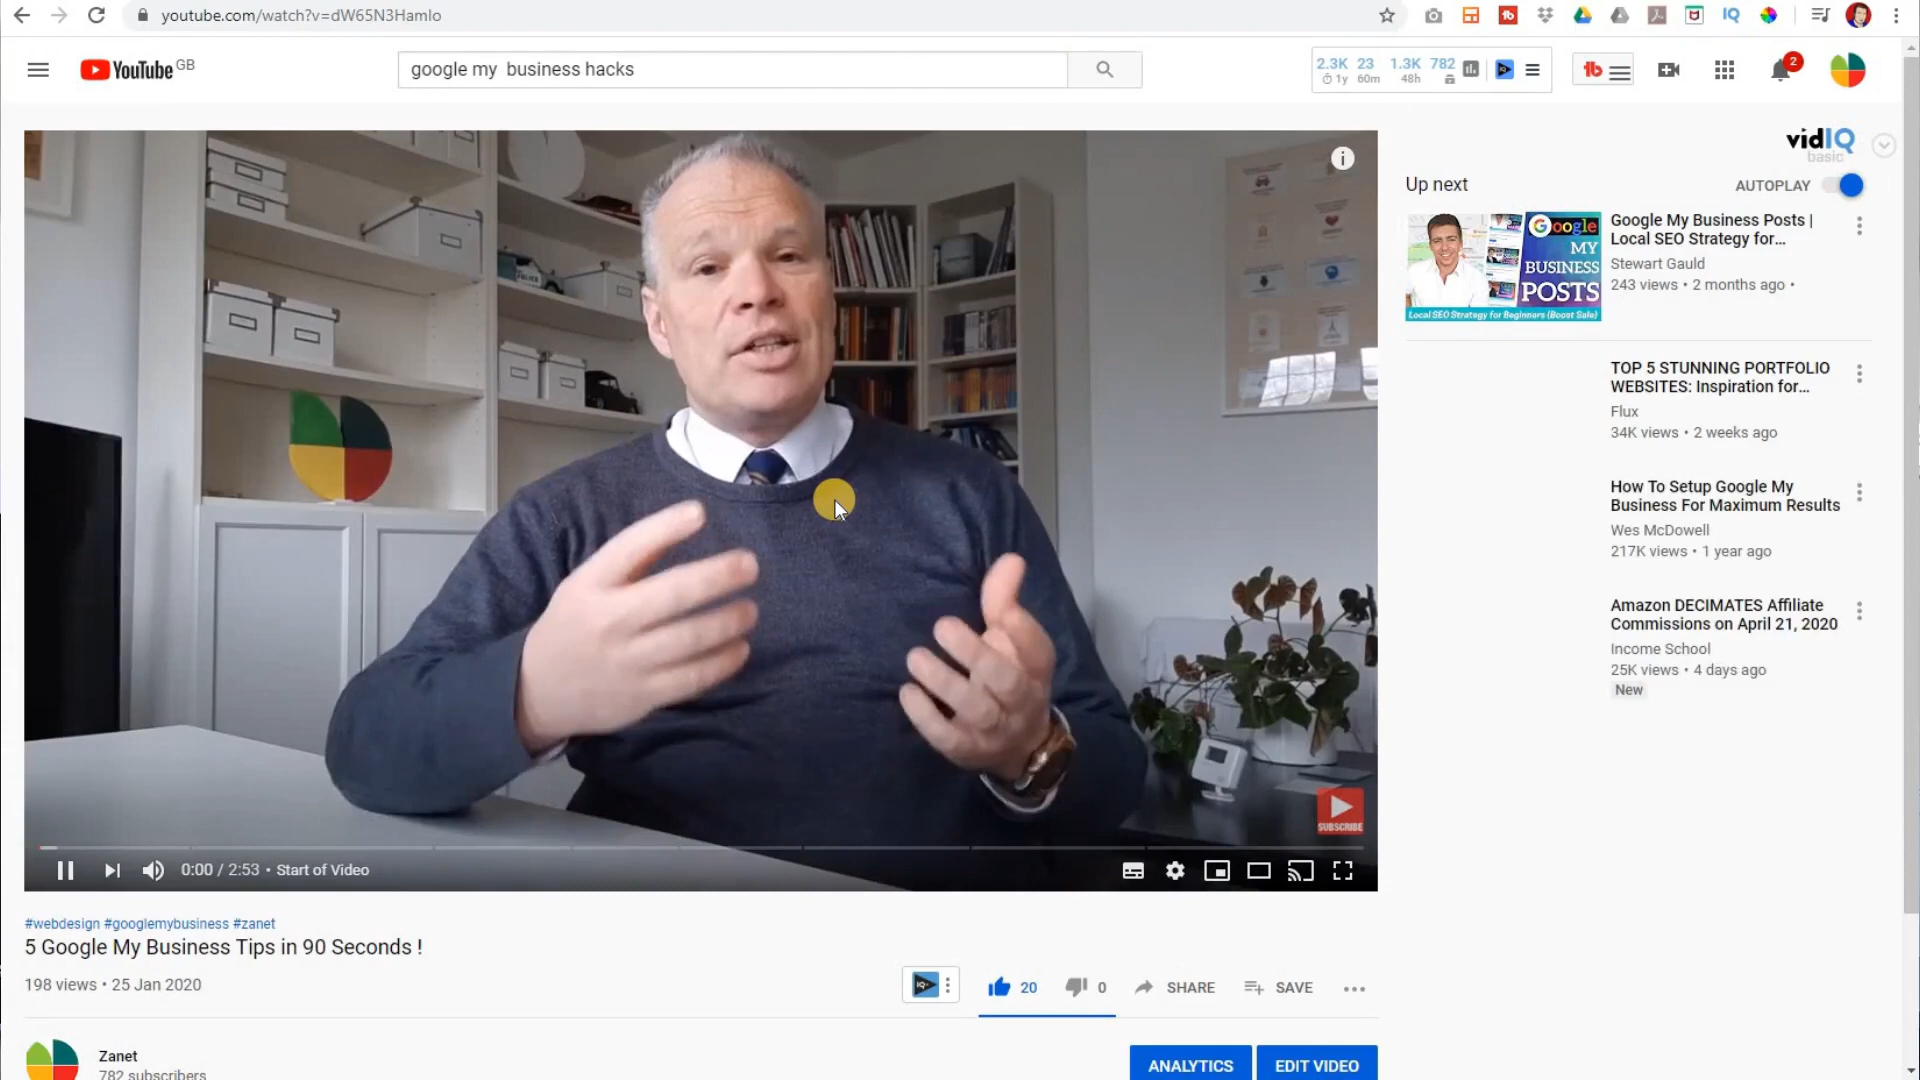 youtube.com/watch?v=dW65N3Hamlo
YouTube GB
google my  business hacks
2.3K 23 1.3K 782
1y 60m 48h
2
vidIQ
basic
Up next
AUTOPLAY
Google
MY
BUSINESS
POSTS
Local SEO Strategy for Beginners (Boost Sale)
Google My Business Posts |
Local SEO Strategy for...
Stewart Gauld
243 views • 2 months ago •
TOP 5 STUNNING PORTFOLIO
WEBSITES: Inspiration for...
Flux
34K views • 2 weeks ago
How To Setup Google My
Business For Maximum Results
Wes McDowell
217K views • 1 year ago
Amazon DECIMATES Affiliate
Commissions on April 21, 2020
Income School
25K views • 4 days ago
New
SUBSCRIBE
0:00 / 2:53 • Start of Video
#webdesign #googlemybusiness #zanet
5 Google My Business Tips in 90 Seconds !
198 views • 25 Jan 2020
20 0 SHARE SAVE
Zanet
782 subscribers
ANALYTICS EDIT VIDEO